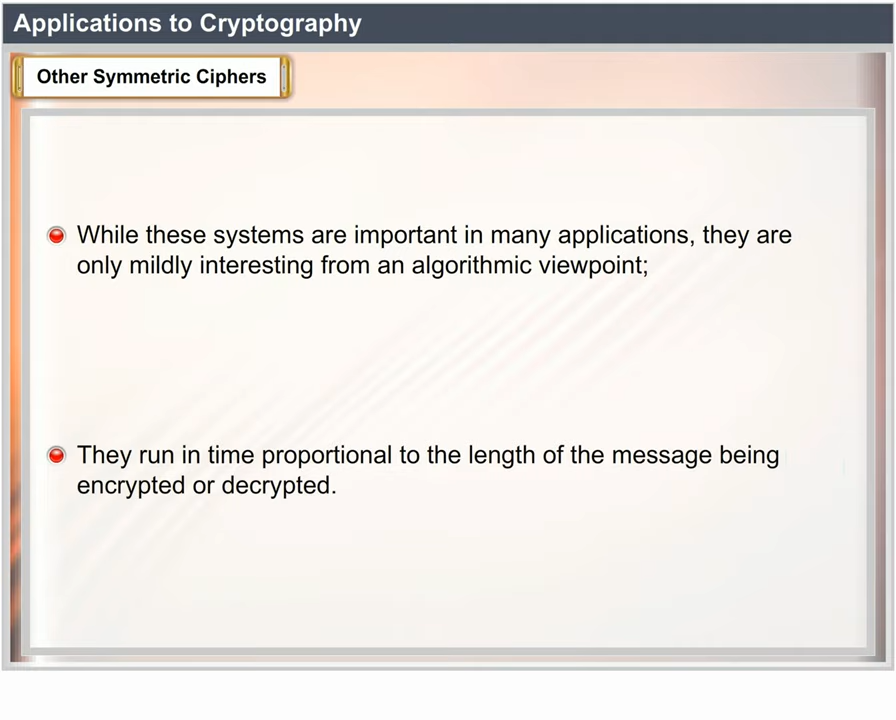 Applications to Cryptography
Other Symmetric Ciphers
While these systems are important in many applications, they are
only mildly interesting from an algorithmic viewpoint;
They run in time proportional to the length of the message being
encrypted or decrypted.